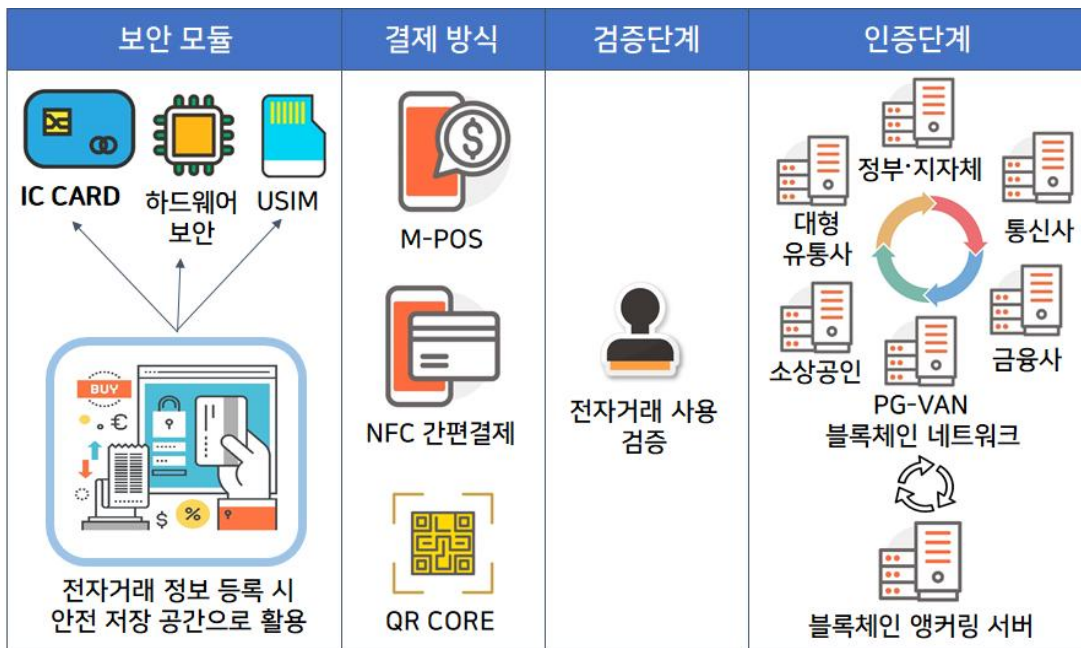 보안 모듈
결제 방식
검증단계
인증단계
IC CARD
하드웨어
보안
USIM
BUY
전자거래 정보 등록 시
안전 저장 공간으로 활용
M-POS
NFC 간편결제
QR CORE
전자거래 사용
검증
정부·지자체
대형
유통사
통신사
소상공인
금융사
PG-VAN
블록체인 네트워크
블록체인 앵커링 서버